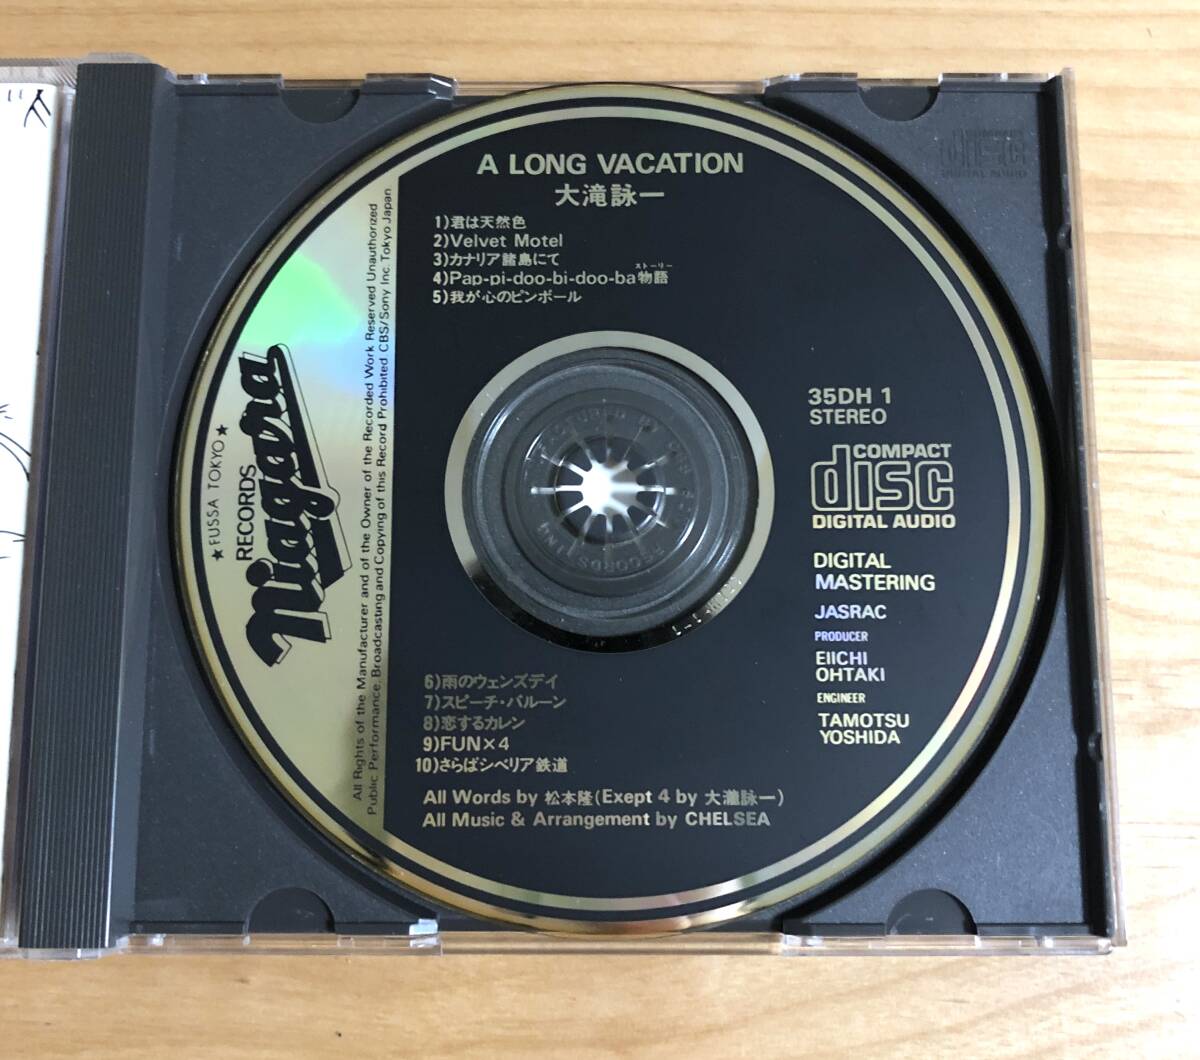 A LONG VACATION
大滝詠一
1)君は天然色
2)Velvet Motel
3)カナリア諸島にて
ストーリー
4)Pap-pi-doo-bi-doo-ba物語
5)我が心のピンボール
35DH 1
STEREO
COMPACT
disc
DIGITAL AUDIO
DIGITAL
MASTERING
JASRAC
PRODUCER
EIICHI
OHTAKI
ENGINEER
TAMOTSU
YOSHIDA
6)雨のウェンズデイ
7)スピーチ・バルーン
8)恋するカレン
9)FUN×4
10)さらばシベリア鉄道
All Words by 松本隆(Exept 4 by 大瀧詠一)
All Music & Arrangement by CHELSEA
★FUSSA TOKYO★
RECORDS
Niagara
All Rights of the Manufacturer and of the Owner of the Recorded Work Reserved Unauthorized
Public Performance. Broadcasting and Copying of this Record Prohibited CBS/Sony Inc. Tokyo Japan.
COMPACT
disc
DIGITAL AUDIO